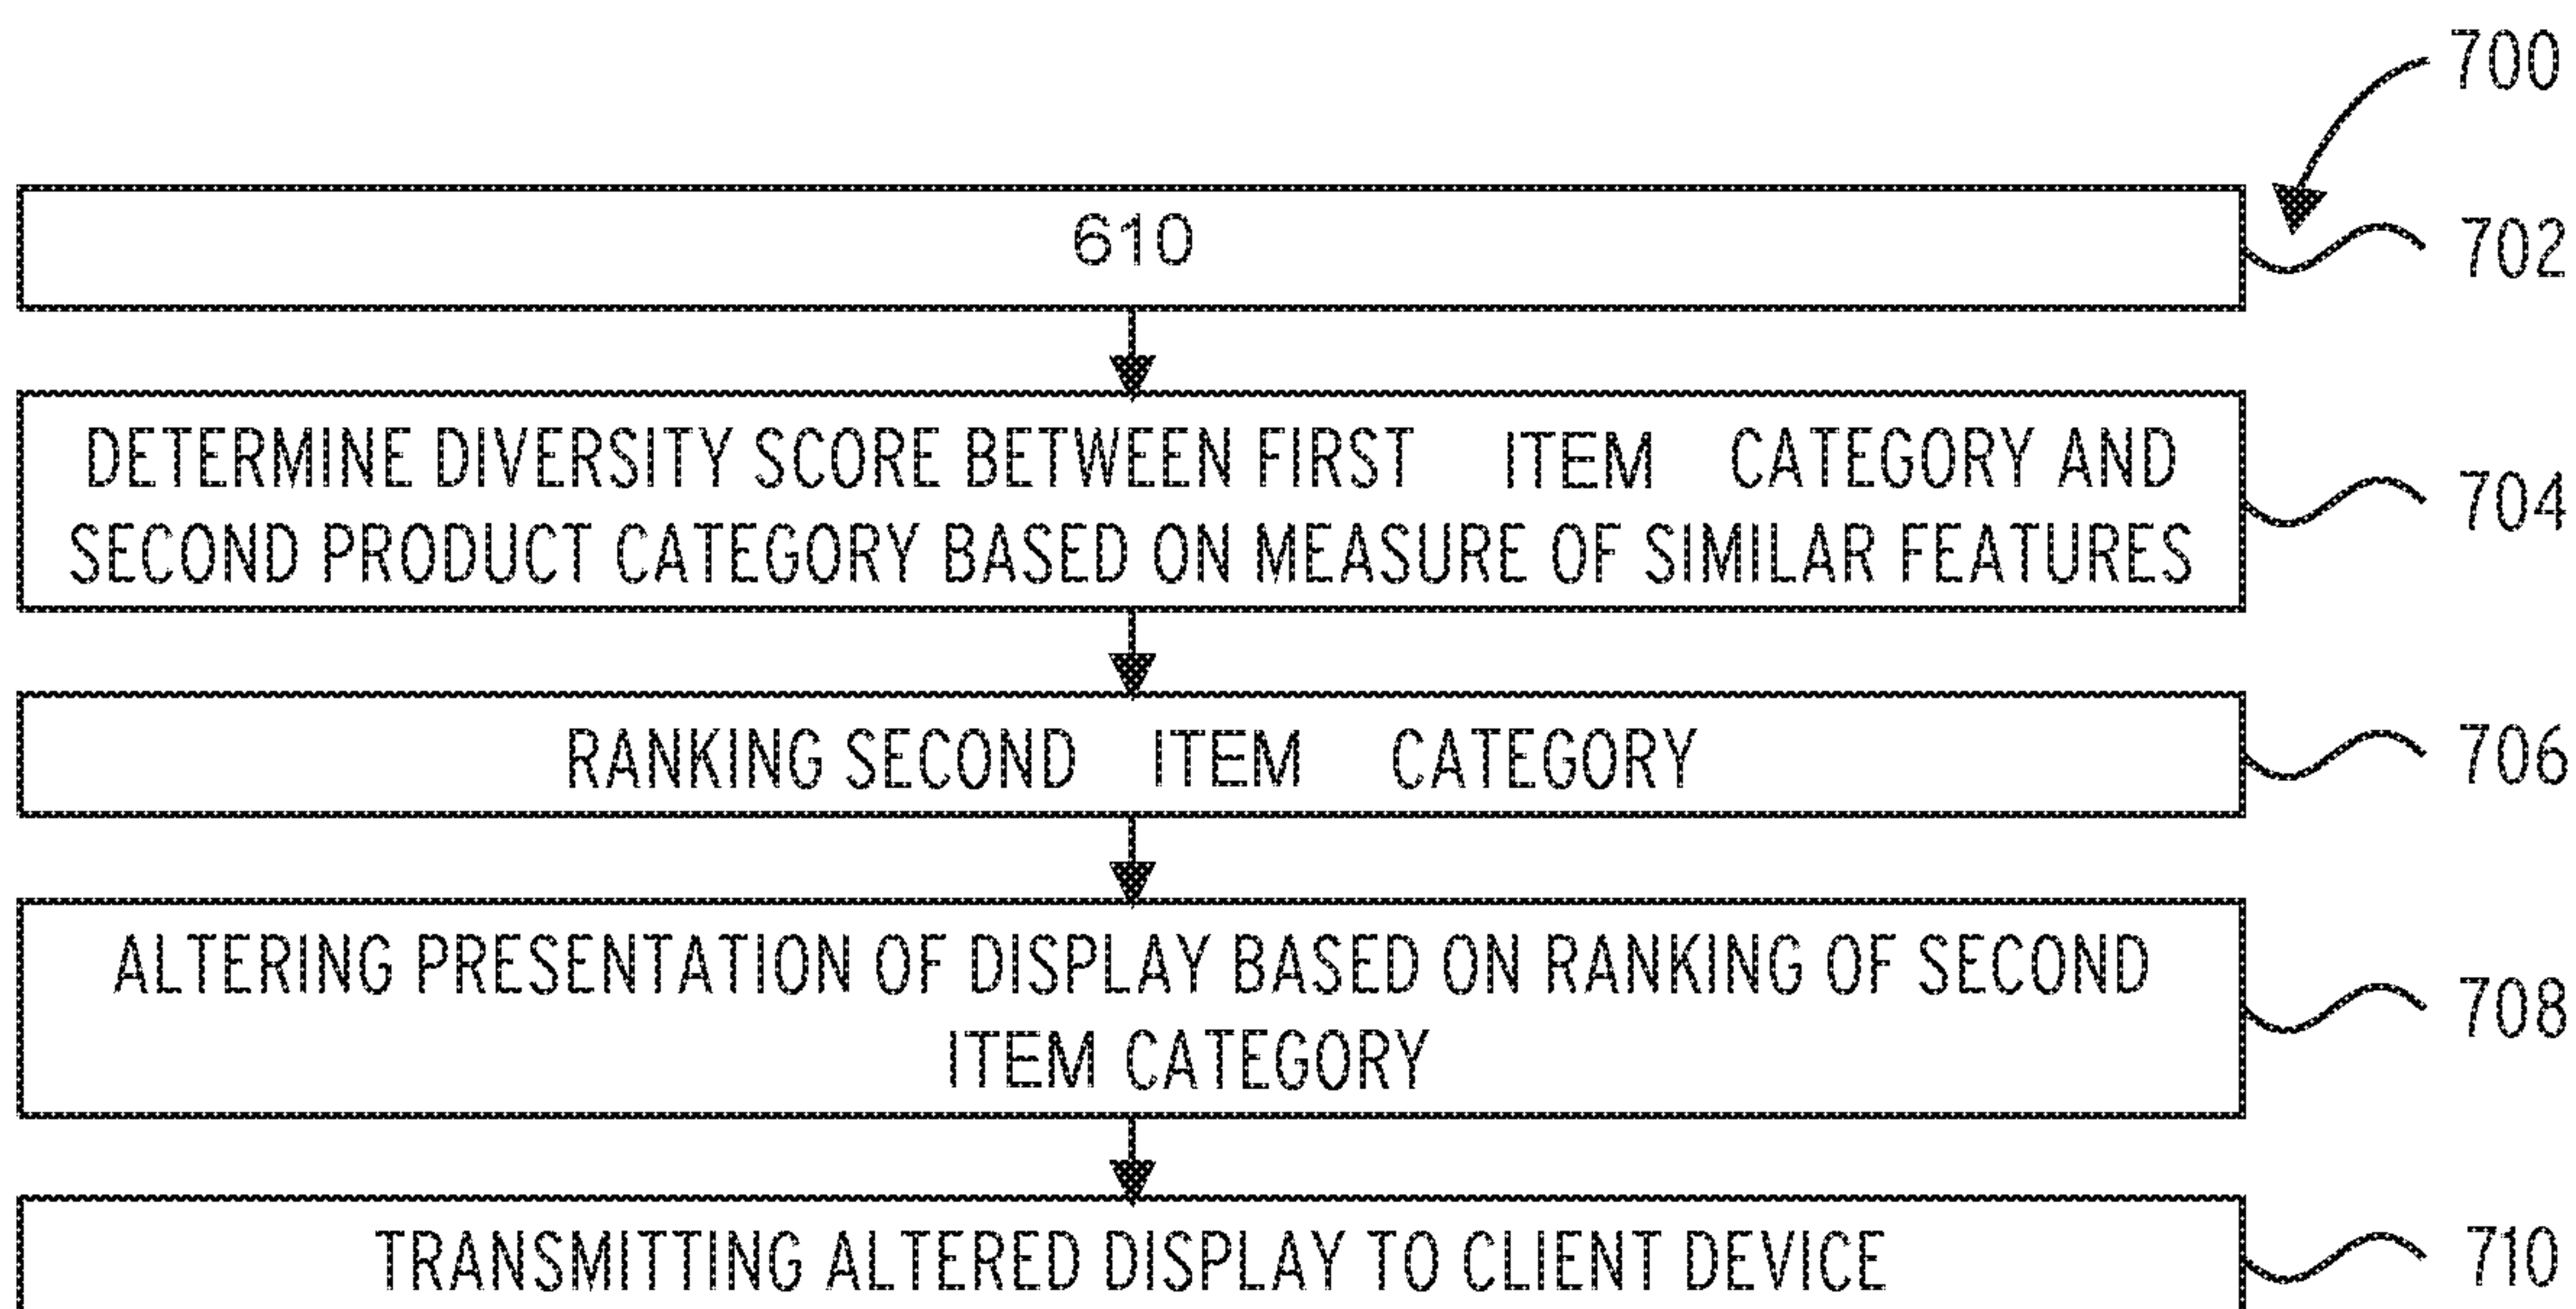 700
610
702
DETERMINE DIVERSITY SCORE BETWEEN FIRST ITEM CATEGORY AND
SECOND PRODUCT CATEGORY BASED ON MEASURE OF SIMILAR FEATURES
704
RANKING SECOND ITEM CATEGORY
706
ALTERING PRESENTATION OF DISPLAY BASED ON RANKING OF SECOND
ITEM CATEGORY
708
TRANSMITTING ALTERED DISPLAY TO CLIENT DEVICE
710